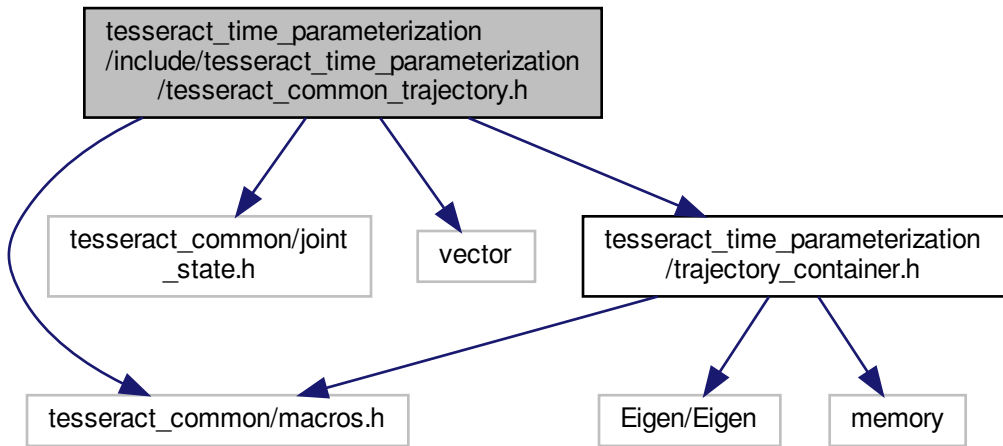 tesseract_time_parameterization
/include/tesseract_time_parameterization
/tesseract_common_trajectory.h
tesseract_common/joint
_state.h
vector
tesseract_time_parameterization
/trajectory_container.h
tesseract_common/macros.h
Eigen/Eigen
memory